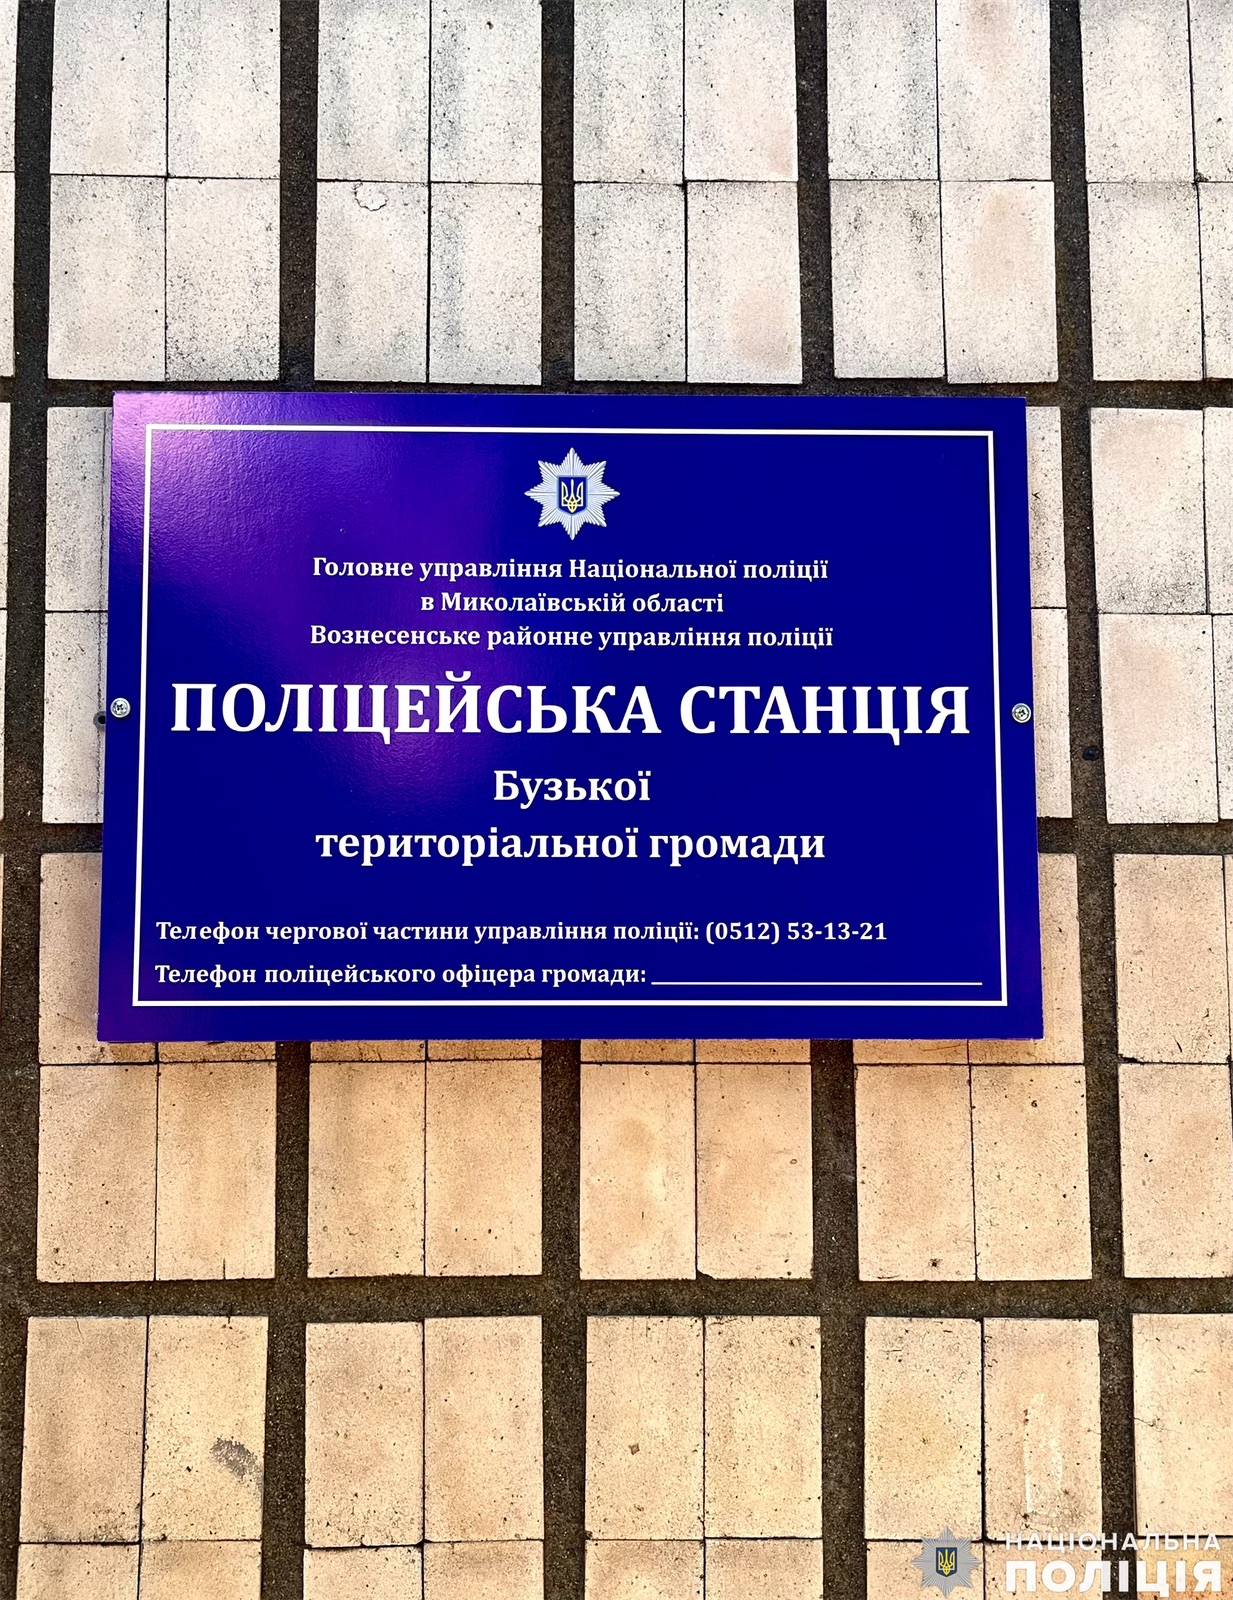 Головне управління Національної поліції
в Миколаївській області
Вознесенське районне управління поліції
ПОЛІЦЕЙСЬКА СТАНЦІЯ
Бузької
територіальної громади
Телефон чергової частини управління поліції: (0512) 53-13-21
Телефон поліцейського офіцера громади:
НАЦІОНАЛЬНА
ПОЛІЦІЯ